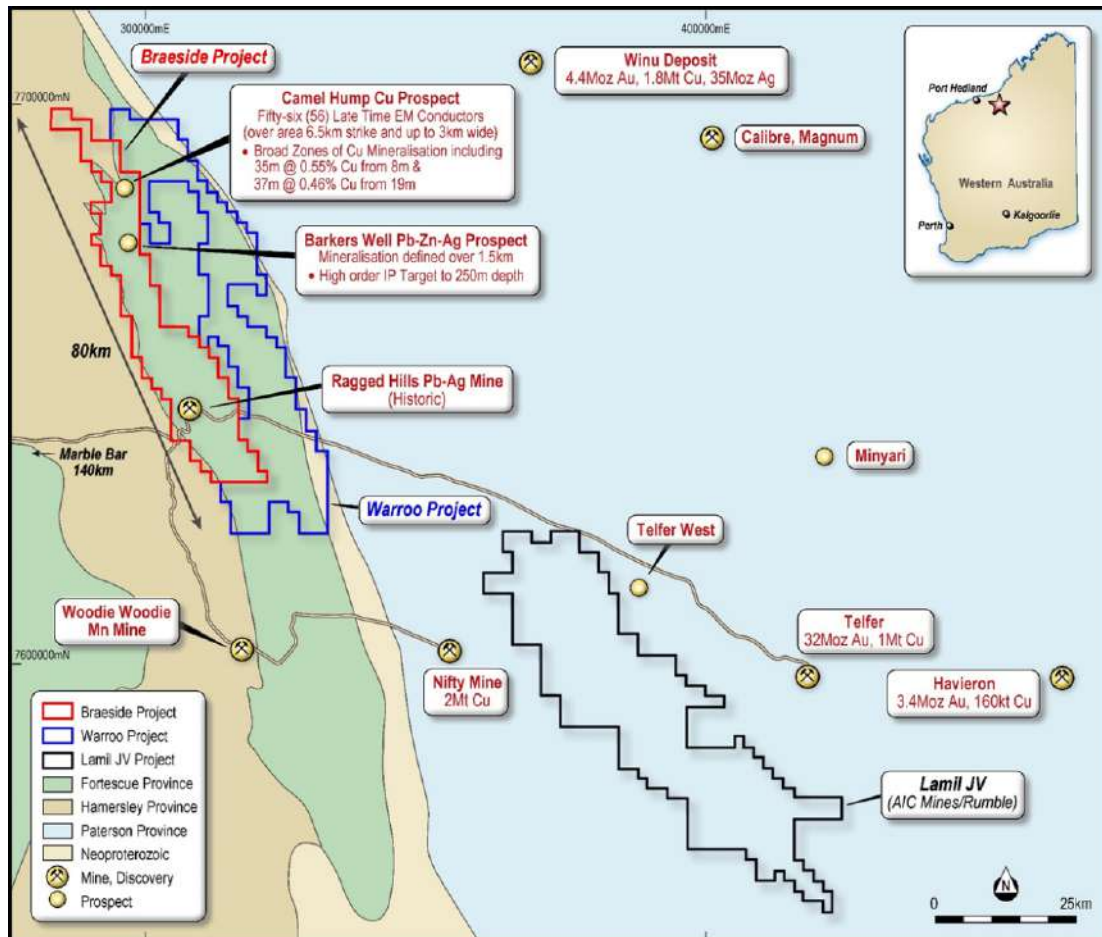 300000mE
400000mE
Braeside Project
Winu Deposit
4.4Moz Au, 1.8Mt Cu, 35Moz Ag
Port Hedland
Western Australia
Perth
Kalgoorlie
7700000mN
Camel Hump Cu Prospect
Fifty-six (56) Late Time EM Conductors
(over area 6.5km strike and up to 3km wide)
• Broad Zones of Cu Mineralisation including
35m @ 0.55% Cu from 8m &
37m @ 0.46% Cu from 19m
Calibre, Magnum
Barkers Well Pb-Zn-Ag Prospect
Mineralisation defined over 1.5km
• High order IP Target to 250m depth
80km
Ragged Hills Pb-Ag Mine
(Historic)
Marble Bar
140km
Minyari
Warroo Project
Telfer West
Woodie Woodie
Mn Mine
7600000mN
Nifty Mine
2Mt Cu
Telfer
32Moz Au, 1Mt Cu
Havieron
3.4Moz Au, 160kt Cu
Lamil JV
(AIC Mines/Rumble)
Braeside Project
Warroo Project
Lamil JV Project
Fortescue Province
Hamersley Province
Paterson Province
Neoproterozoic
Mine, Discovery
Prospect
N
0
25km